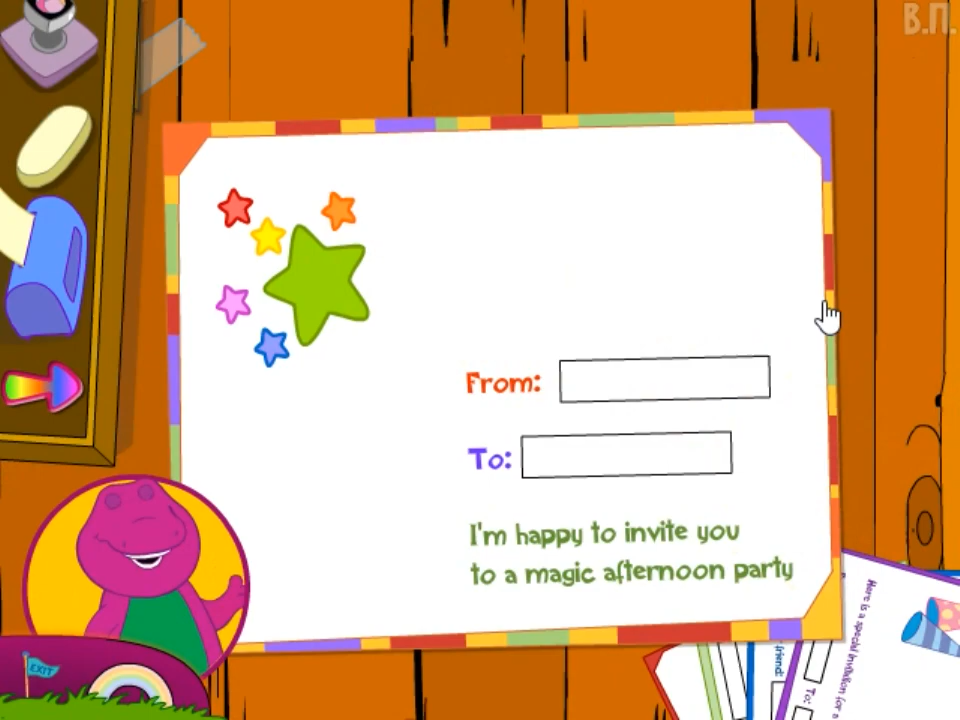 В.П.
From:
To:
I'm happy to invite you
to a magic afternoon party
EXIT
Here is a special invitation for a
friend:
To: